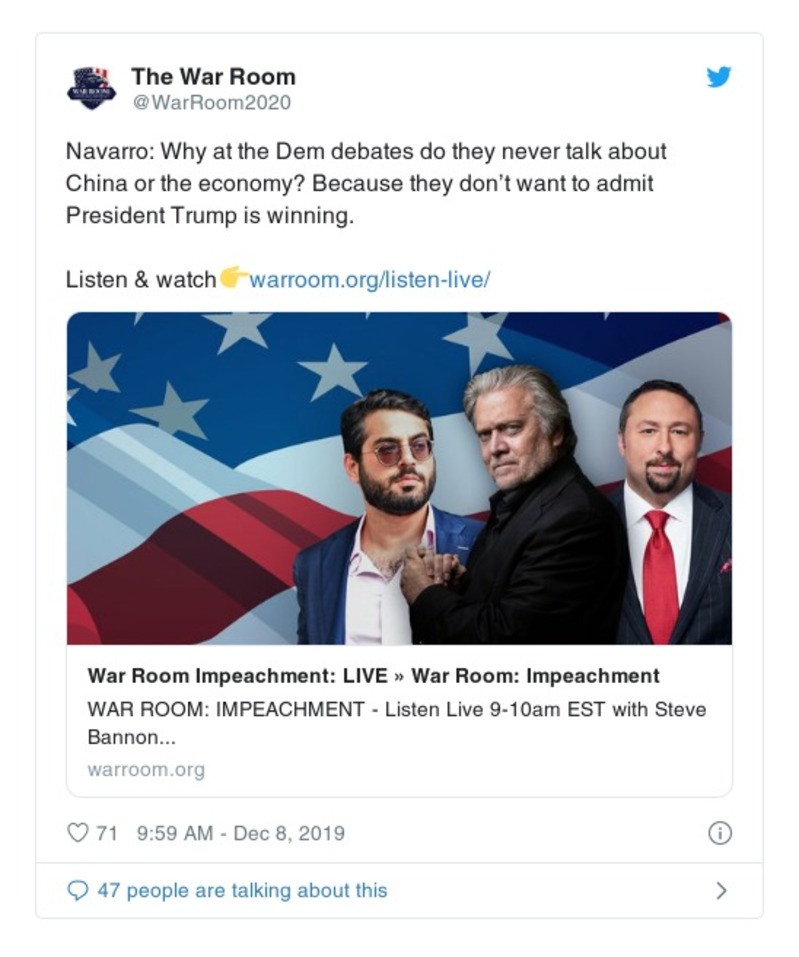 The War Room
@WarRoom2020
Navarro: Why at the Dem debates do they never talk about
China or the economy? Because they don’t want to admit
President Trump is winning.
Listen & watch👉warroom.org/listen-live/
WAR ROOM
War Room Impeachment: LIVE » War Room: Impeachment
WAR ROOM: IMPEACHMENT - Listen Live 9-10am EST with Steve
Bannon...
warroom.org
71 9:59 AM - Dec 8, 2019
47 people are talking about this